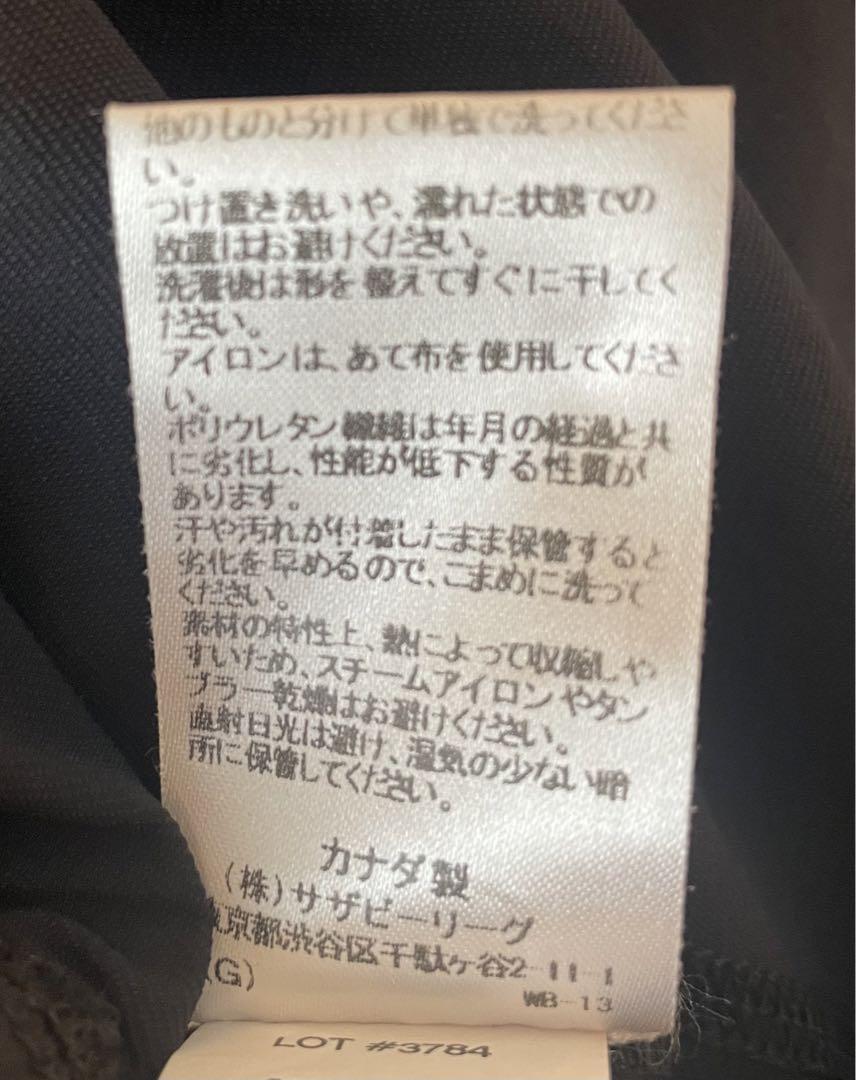 他のものと分けて単独で洗ってくださ
い。
つけ置き洗いや、濡れた状態での
放置はお避けください。
洗濯後は形を整えてすぐに干してく
ださい。
アイロンは、あて布を使用してくださ
い。
ポリウレタン繊維は年月の経過と共
に劣化し、性能が低下する性質が
あります。
汗や汚れが付着したまま保管すると
劣化を早めるので、こまめに洗って
ください。
素材の特性上、熱によって収縮しや
すいため、スチームアイロンやタン
ブラー乾燥はお避けください。
直射日光は避け、湿気の少ない暗
所に保管してください。
カナダ製
(株)サザビーリーグ
東京都渋谷区千駄ヶ谷2-11-1
(G)
WB-13
LOT #3784